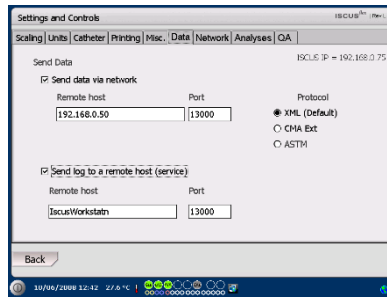 Settings and Controls
ISCUS
Scaling Units Catheter Printing Misc. Data Network Analyses QA
Send Data
ISCUS IP = 192.168.0.75
Send data via network
Remote host Port Protocol
192.168.0.50 13000 XML (Default)
CMA Ext
ASTM
Send log to a remote host (service)
Remote host Port
IscusWorkstatn 13000
Back
10/06/2008 12:42 27.6 °C